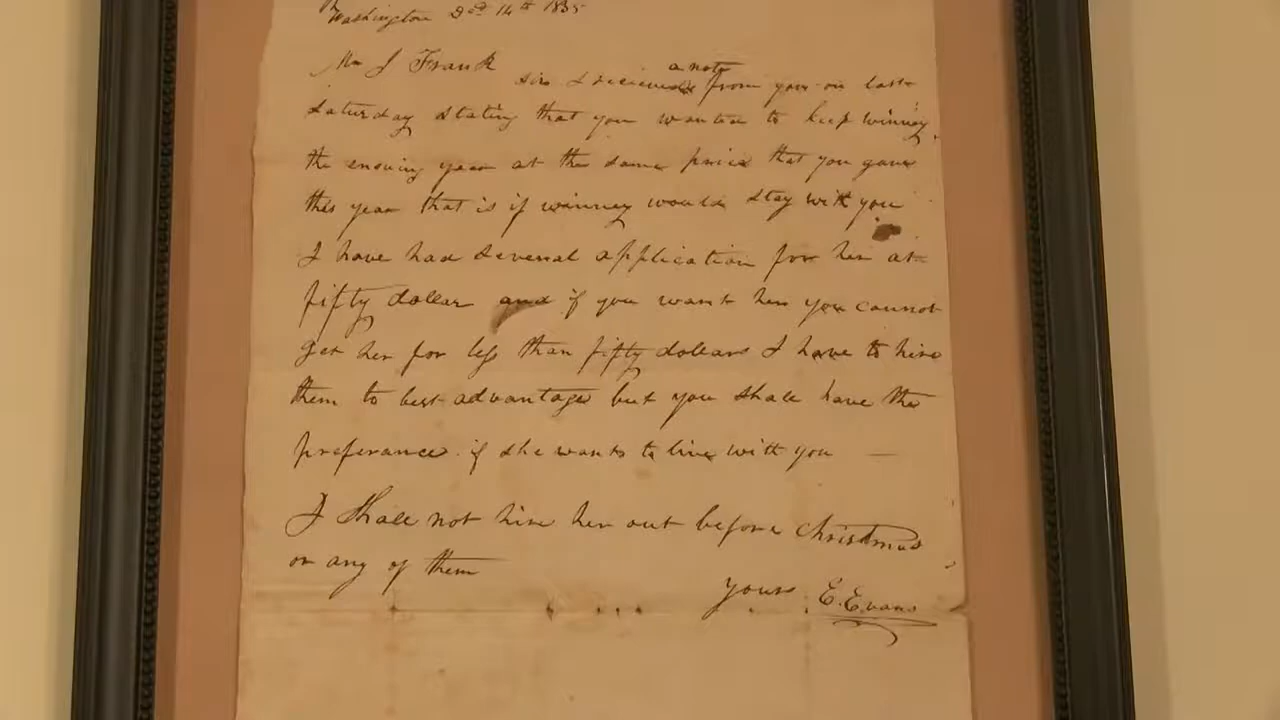 Washington Dec 14th 1835
Mr J Frank
a note
sir I recieved from you on last
saturday stating that you wanted to keep winney
the ensuing year at the same price that you gave
this year that is if winney would stay with you
I have had several application for her at
fifty dollar and if you want her you cannot
get her for less than fifty dollars I have to hire
them to best advantage but you shall have the
preferance if she wants to live with you —
I shall not hire her out before christmas
or any of them
yours E. Evans